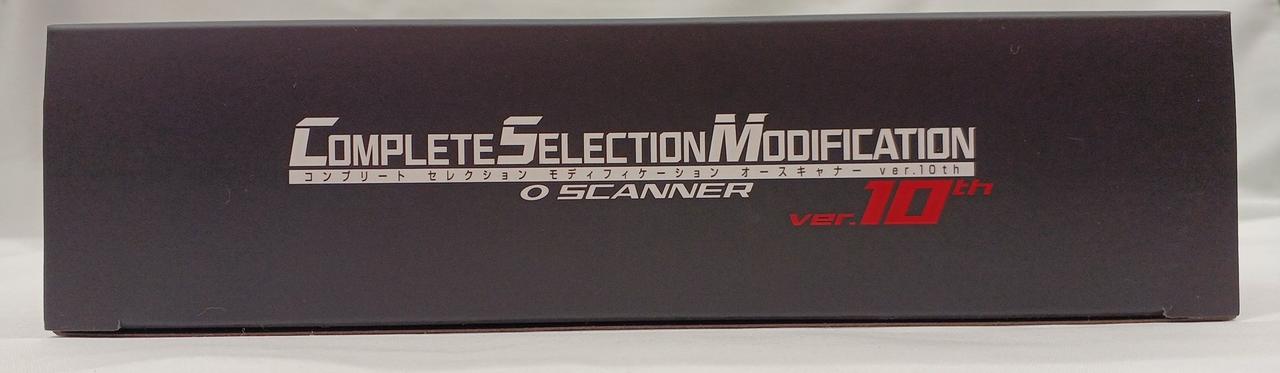 COMPLETE SELECTION MODIFICATION
コンプリート セレクション モディフィケーション オースキャナー ver.10th
O SCANNER
ver.10th